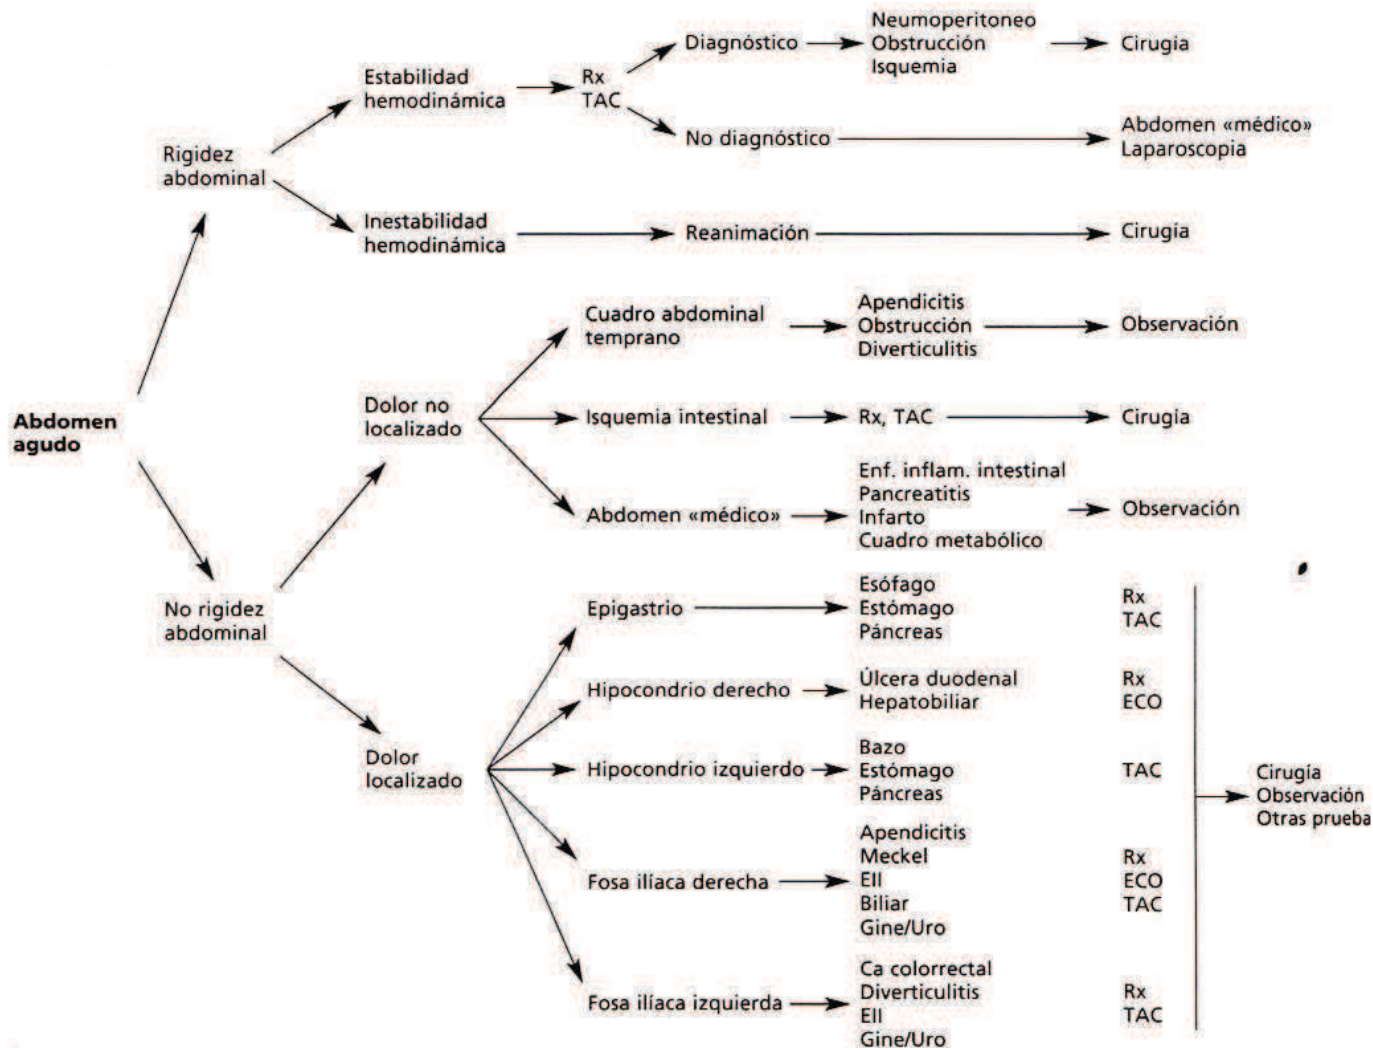 Neumoperitoneo
Diagnóstico
Obstrucción
Cirugía
Isquemia
Estabilidad
hemodinámica
Rx
TAC
No diagnóstico
Abdomen «médico»
Laparoscopia
Rigidez
abdominal
Inestabilidad
hemodinámica
Reanimación
Cirugía
Cuadro abdominal
temprano
Apendicitis
Obstrucción
Diverticulitis
Observación
Dolor no
localizado
Isquemia intestinal
Rx, TAC
Cirugía
Abdomen
agudo
Abdomen «médico»
Enf. inflam. intestinal
Pancreatitis
Infarto
Cuadro metabólico
Observación
No rigidez
abdominal
Epigastrio
Esófago
Estómago
Páncreas
Rx
TAC
Hipocondrio derecho
Úlcera duodenal
Hepatobiliar
Rx
ECO
Dolor
localizado
Hipocondrio izquierdo
Bazo
Estómago
Páncreas
TAC
Cirugía
Observación
Otras prueba
Fosa ilíaca derecha
Apendicitis
Meckel
EII
Biliar
Gine/Uro
Rx
ECO
TAC
Fosa ilíaca izquierda
Ca colorrectal
Diverticulitis
EII
Gine/Uro
Rx
TAC